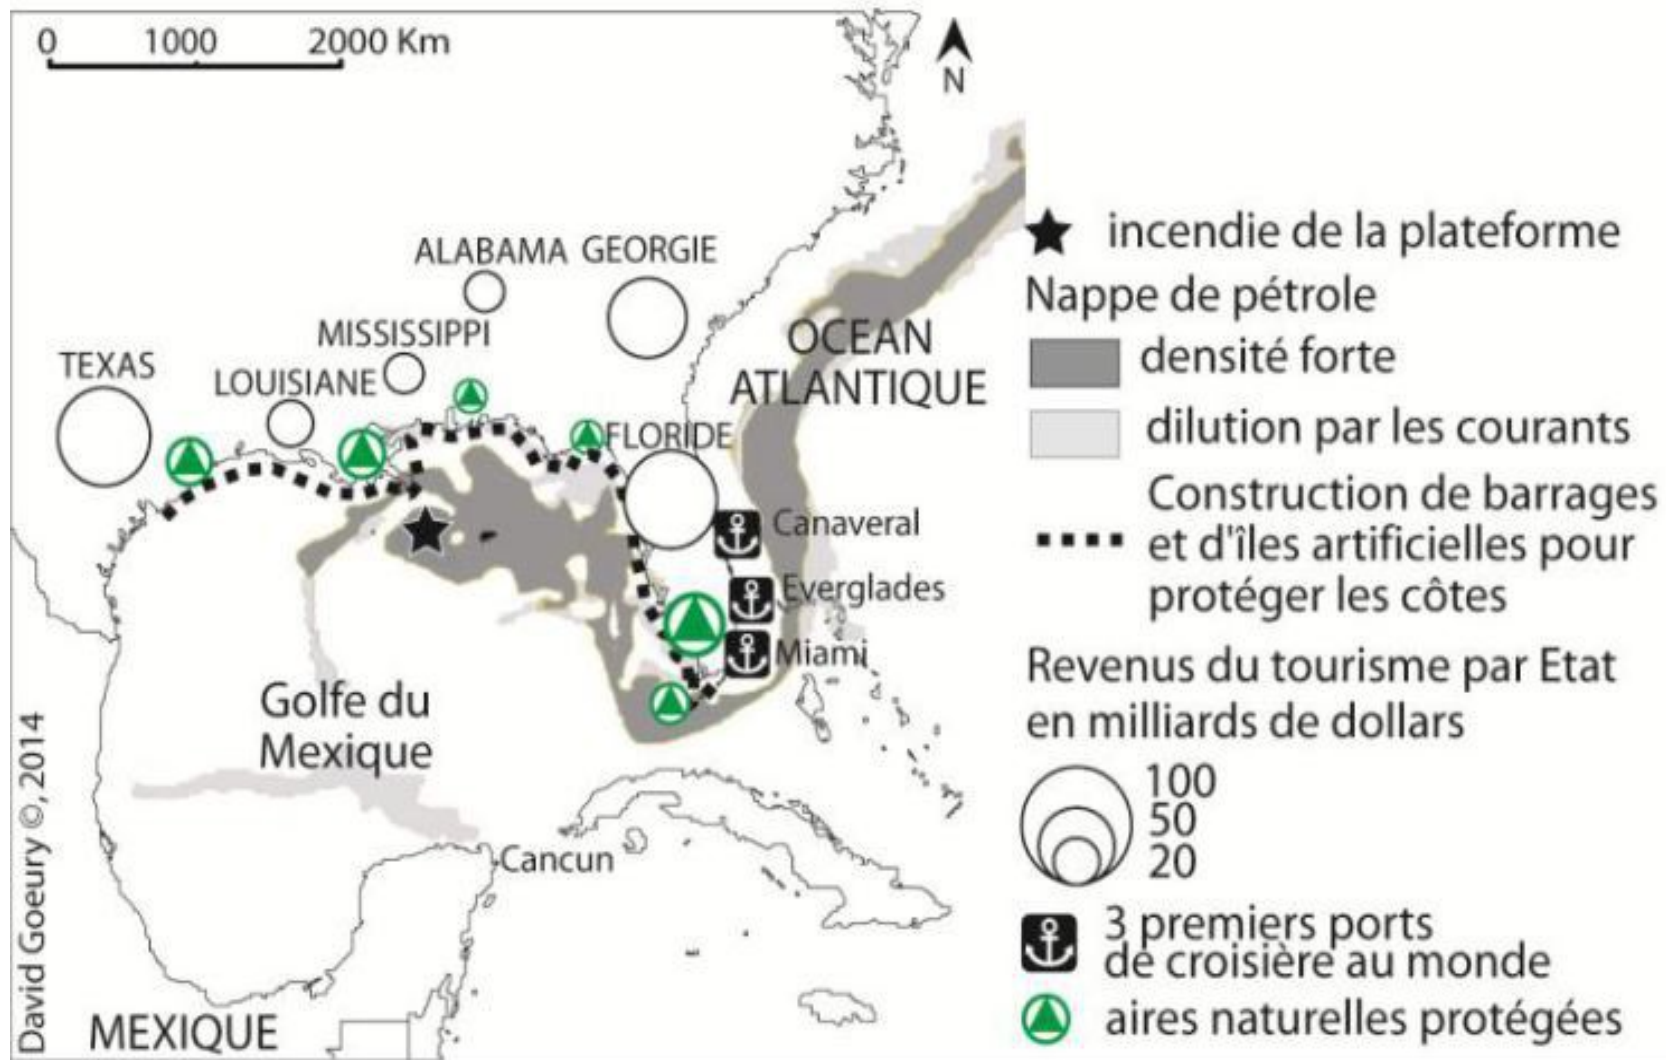 0 1000 2000 Km
N
ALABAMA
GEORGIE
MISSISSIPPI
TEXAS
LOUISIANE
OCEAN
ATLANTIQUE
FLORIDE
Canaveral
Everglades
Miami
Golfe du
Mexique
Cancun
MEXIQUE
David Goeury ©, 2014
incendie de la plateforme
Nappe de pétrole
densité forte
dilution par les courants
Construction de barrages
et d'îles artificielles pour
protéger les côtes
Revenus du tourisme par Etat
en milliards de dollars
100
50
20
3 premiers ports
de croisière au monde
aires naturelles protégées